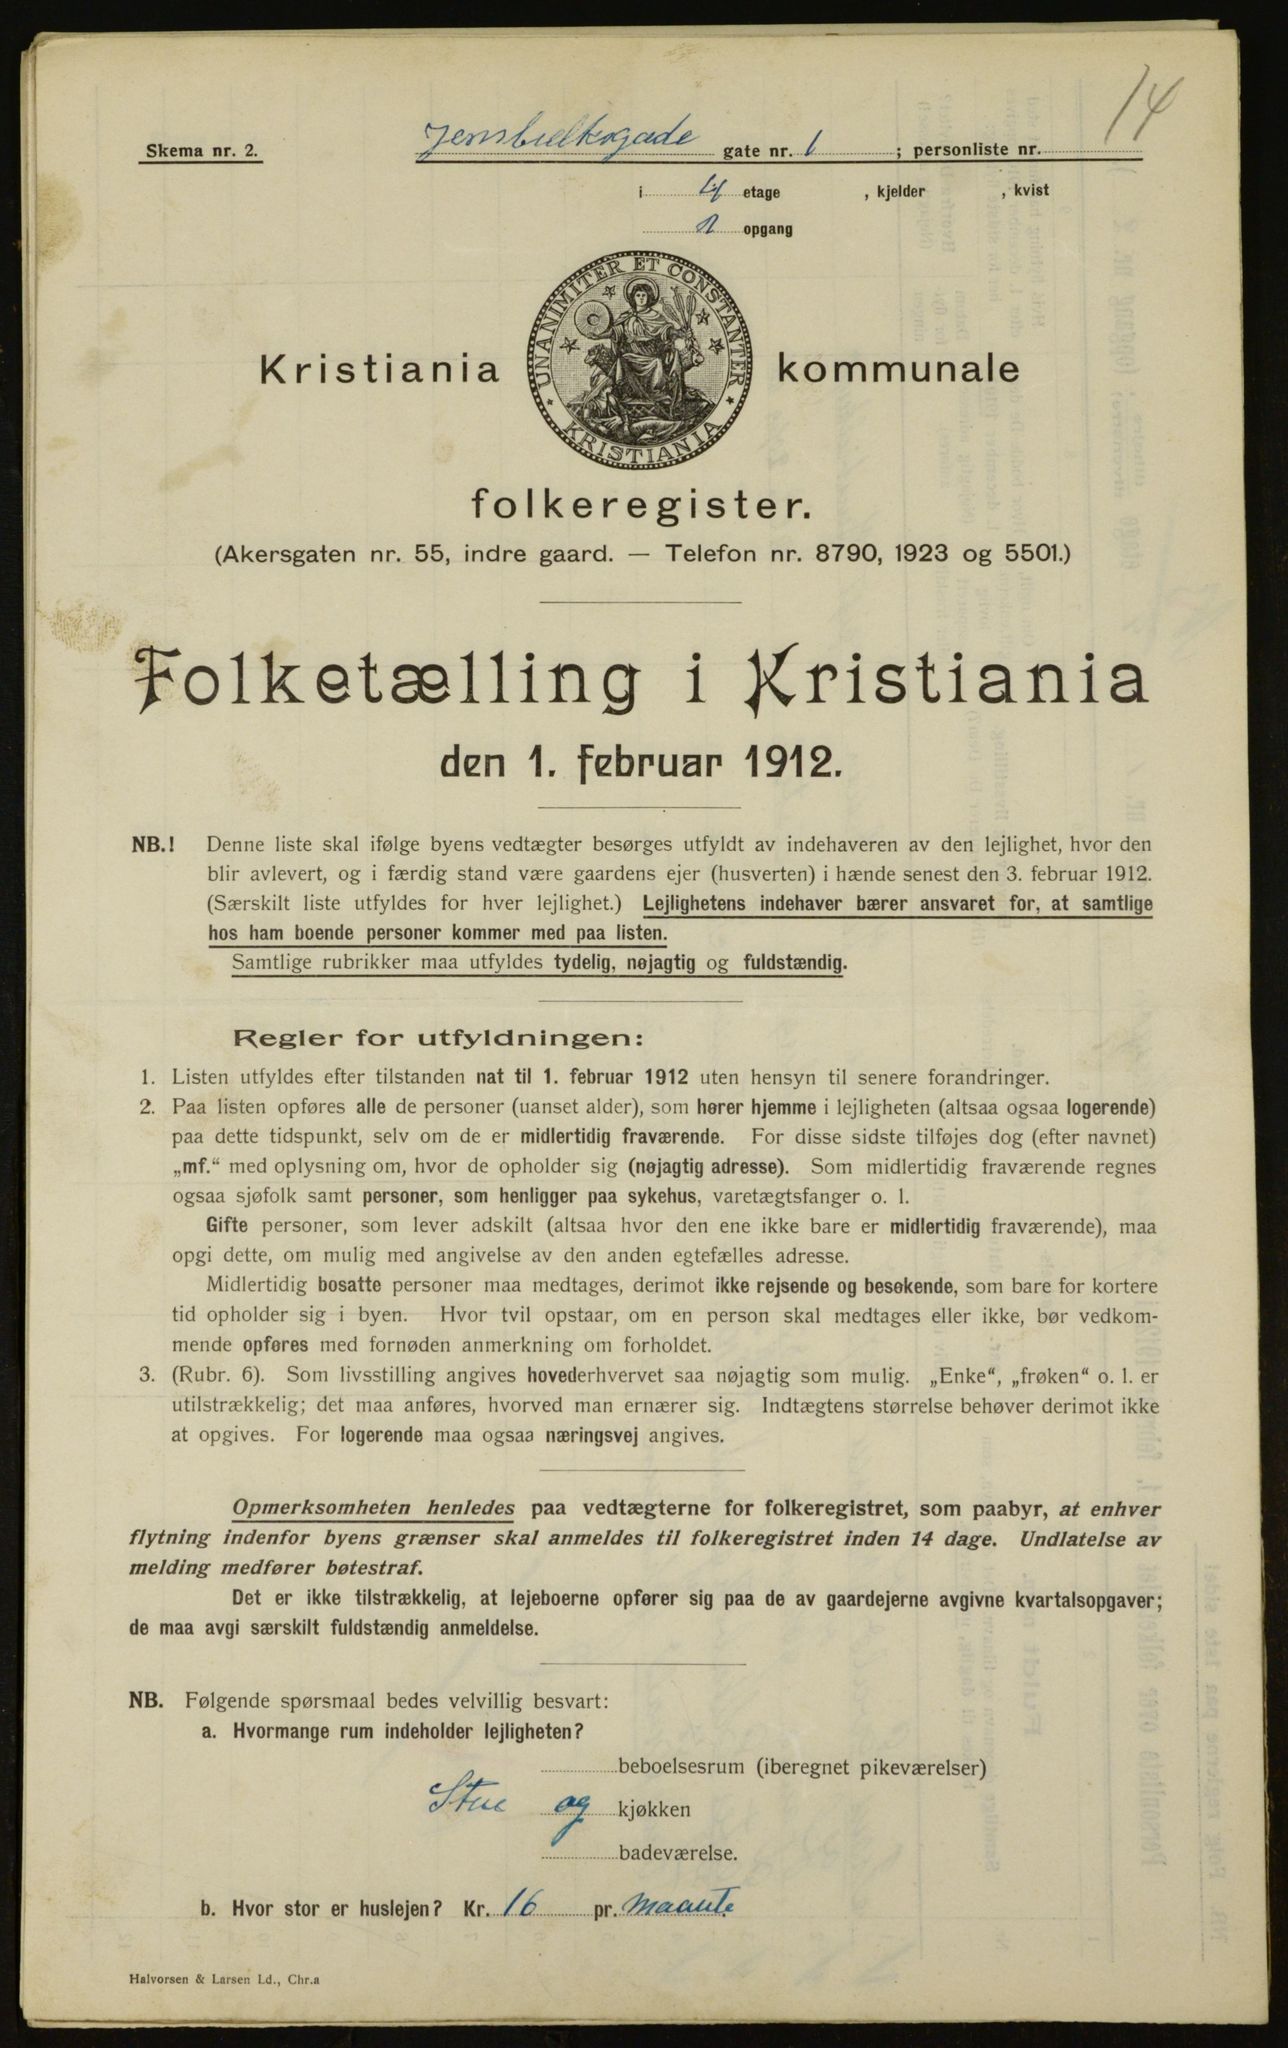 14
Skema nr. 2.
Jensbielkesgade gate nr. 1; personliste nr.
i 4 etage , kjelder , kvist
2 opgang
UNANIMITER ET CONSTANTER
KRISTIANIA
Kristiania kommunale
folkeregister.
(Akersgaten nr. 55, indre gaard. — Telefon nr. 8790, 1923 og 5501.)
Folketælling i Kristiania
den 1. februar 1912.
NB.! Denne liste skal ifølge byens vedtægter besørges utfyldt av indehaveren av den lejlighet, hvor den
blir avlevert, og i færdig stand være gaardens ejer (husverten) i hænde senest den 3. februar 1912.
(Særskilt liste utfyldes for hver lejlighet.) Lejlighetens indehaver bærer ansvaret for, at samtlige
hos ham boende personer kommer med paa listen.
Samtlige rubrikker maa utfyldes tydelig, nøjagtig og fuldstændig.
Regler for utfyldningen:
1. Listen utfyldes efter tilstanden nat til 1. februar 1912 uten hensyn til senere forandringer.
2. Paa listen opføres alle de personer (uanset alder), som hører hjemme i lejligheten (altsaa ogsaa logerende)
paa dette tidspunkt, selv om de er midlertidig fraværende. For disse sidste tilføjes dog (efter navnet)
„mf.“ med oplysning om, hvor de opholder sig (nøjagtig adresse). Som midlertidig fraværende regnes
ogsaa sjøfolk samt personer, som henligger paa sykehus, varetægtsfanger o. l.
Gifte personer, som lever adskilt (altsaa hvor den ene ikke bare er midlertidig fraværende), maa
opgi dette, om mulig med angivelse av den anden egtefælles adresse.
Midlertidig bosatte personer maa medtages, derimot ikke rejsende og besøkende, som bare for kortere
tid opholder sig i byen. Hvor tvil opstaar, om en person skal medtages eller ikke, bør vedkom-
mende opføres med fornøden anmerkning om forholdet.
3. (Rubr. 6). Som livsstilling angives hovederhvervet saa nøjagtig som mulig. „Enke“, „frøken“ o. l. er
utilstrækkelig; det maa anføres, hvorved man ernærer sig. Indtægtens størrelse behøver derimot ikke
at opgives. For logerende maa ogsaa næringsvej angives.
Opmerksomheten henledes paa vedtægterne for folkeregistret, som paabyr, at enhver
flytning indenfor byens grænser skal anmeldes til folkeregistret inden 14 dage. Undlatelse av
melding medfører bøtestraf.
Det er ikke tilstrækkelig, at lejeboerne opfører sig paa de av gaardejerne avgivne kvartalsopgaver;
de maa avgi særskilt fuldstændig anmeldelse.
NB. Følgende spørsmaal bedes velvillig besvart:
a. Hvormange rum indeholder lejligheten?
beboelsesrum (iberegnet pikeværelser)
Stue og kjøkken
badeværelse.
b. Hvor stor er huslejen? Kr. 16 pr. Maante.
Halvorsen & Larsen Ld., Chr.a